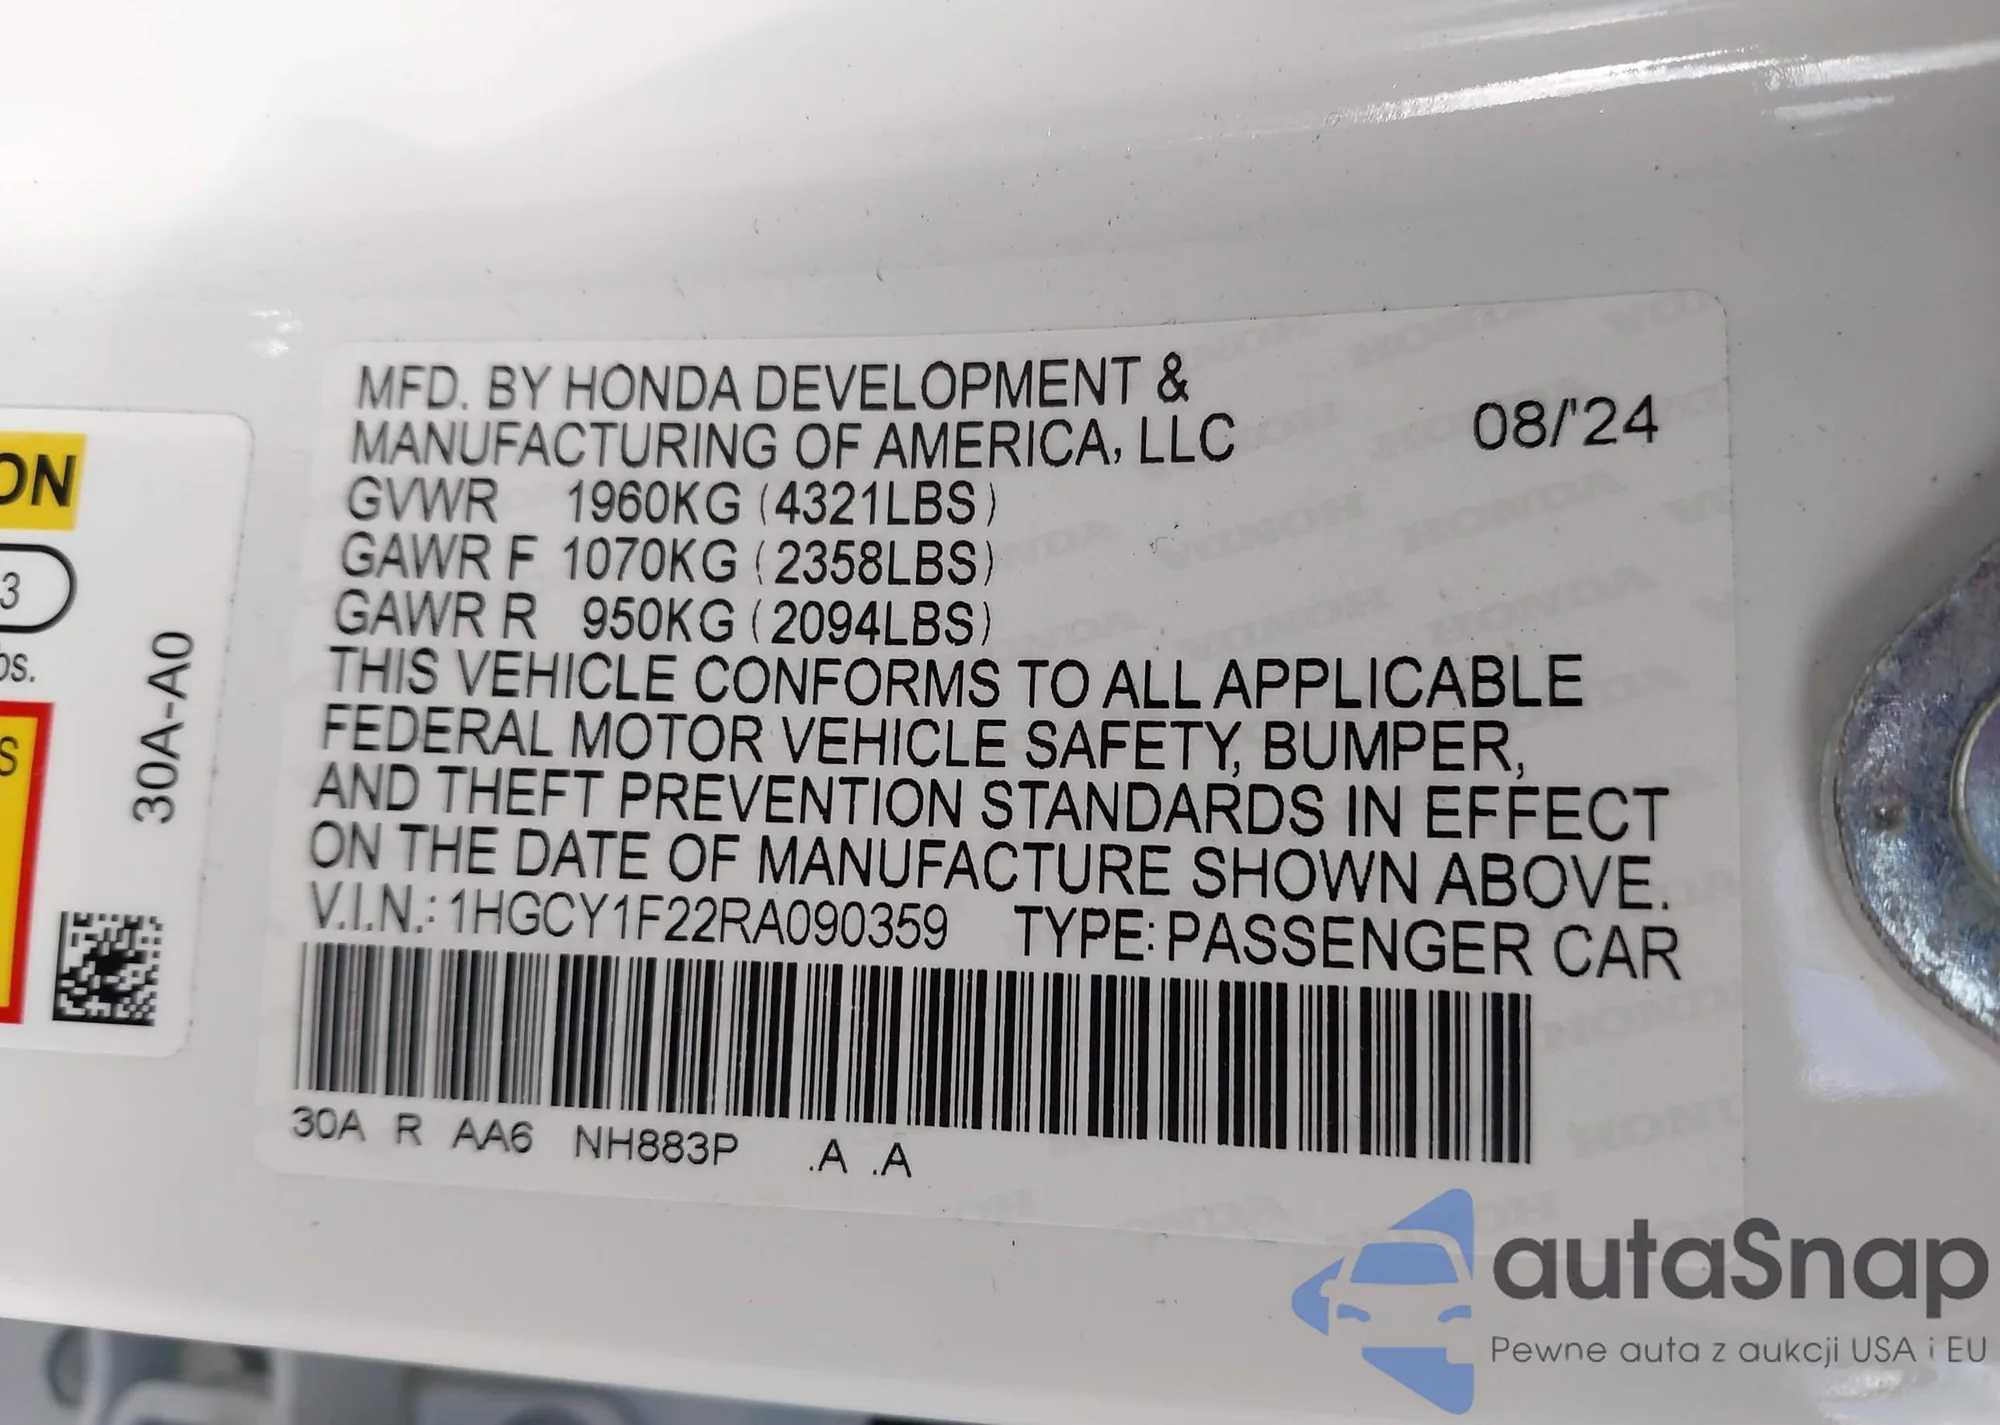 MFD. BY HONDA DEVELOPMENT &
MANUFACTURING OF AMERICA, LLC
08/'24
GVWR 1960KG (4321LBS)
GAWR F 1070KG (2358LBS)
GAWR R 950KG (2094LBS)
THIS VEHICLE CONFORMS TO ALL APPLICABLE
FEDERAL MOTOR VEHICLE SAFETY, BUMPER,
AND THEFT PREVENTION STANDARDS IN EFFECT
ON THE DATE OF MANUFACTURE SHOWN ABOVE.
V.I.N.: 1HGCY1F22RA090359 TYPE: PASSENGER CAR
30A R AA6 NH883P .A .A
ON
3
bs.
S
30A-A0
autaSnap
Pewne auta z aukcji USA i EU